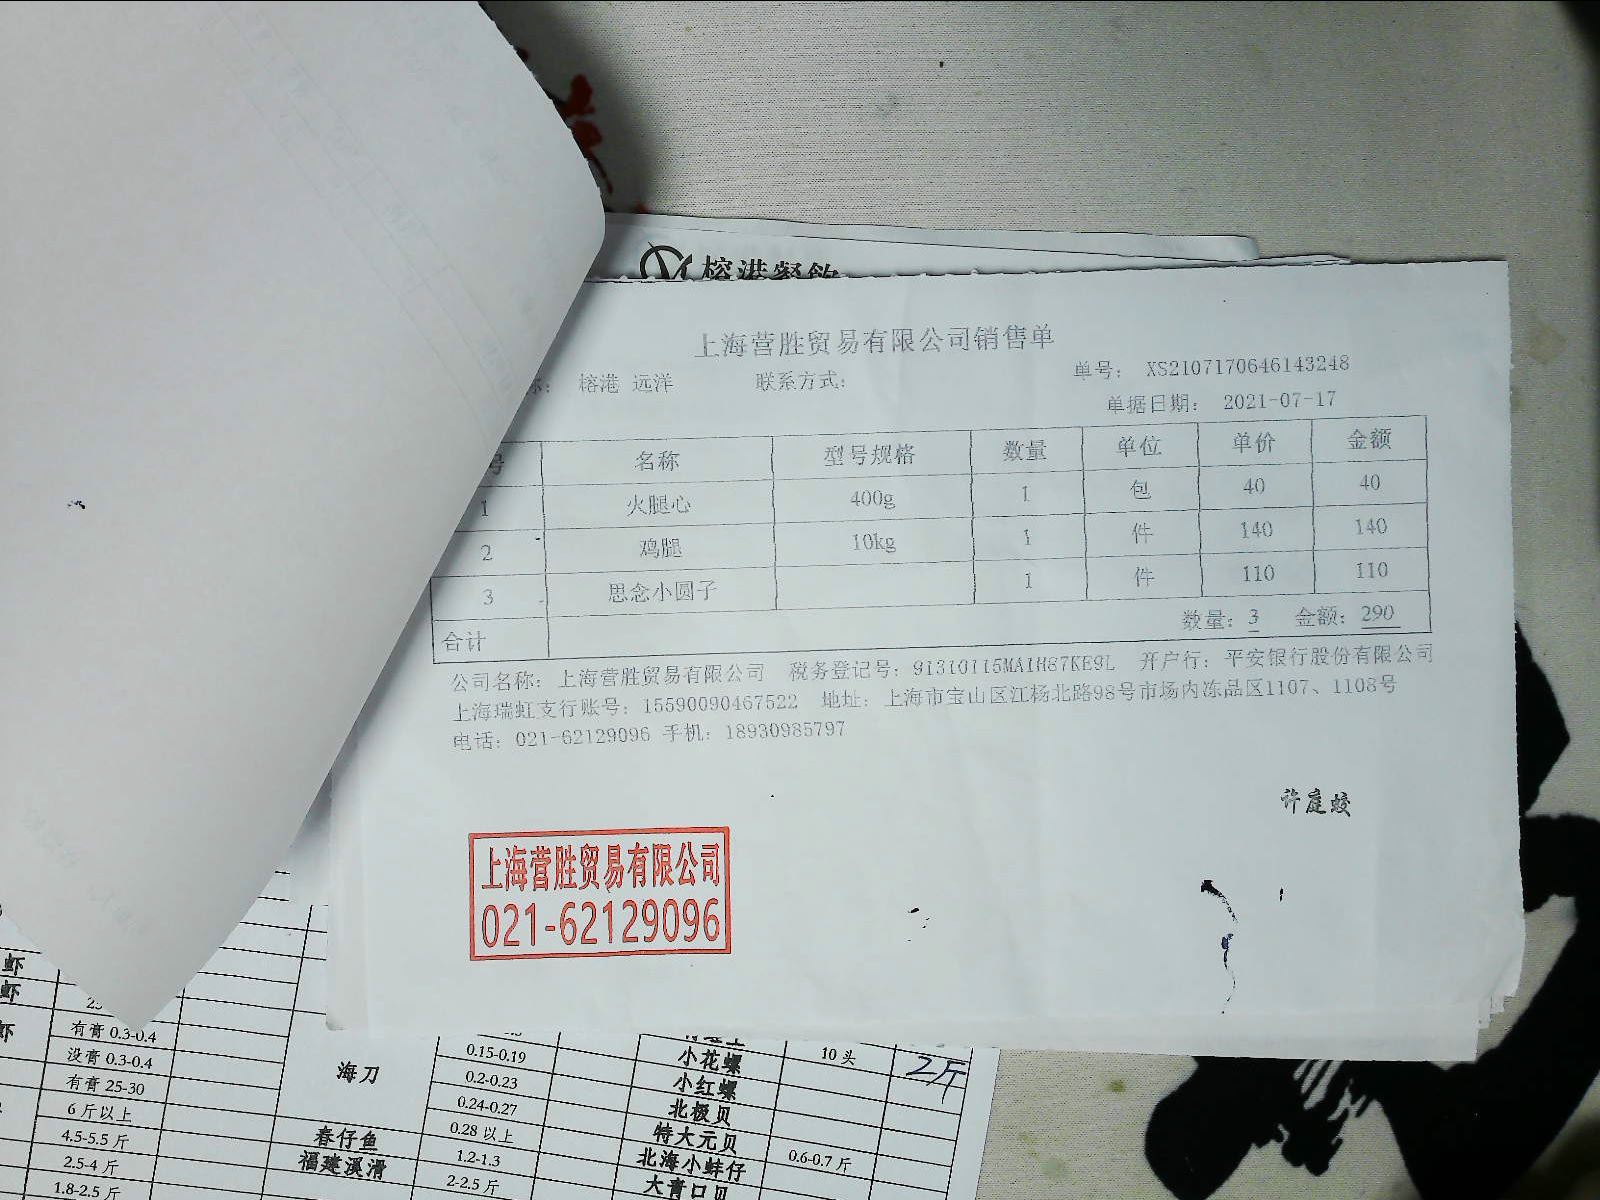 榕港餐飲
上海营胜贸易有限公司销售单
称： 榕港 远洋 联系方式： 单号： XS2107170646143248
单据日期： 2021-07-17
号 名称 型号规格 数量 单位 单价 金额
1 火腿心 400g 1 包 40 40
2 鸡腿 10kg 1 件 140 140
3 思念小圆子 1 件 110 110
合计 数量：3 金额：290
公司名称：上海营胜贸易有限公司 税务登记号：91310115MA1H87KE9L 开户行：平安银行股份有限公司
上海瑞虹支行账号：15590090467522 地址：上海市宝山区江杨北路98号市场内冻品区1107、1108号
电话：021-62129096 手机：18930985797
许庭蛟
上海营胜贸易有限公司
021-62129096
虾
虾
虾 有膏 0.3-0.4
没膏 0.3-0.4 海刀 0.15-0.19 小花螺 10 头 2斤
有膏 25-30 0.2-0.23 小红螺
6 斤以上 0.24-0.27 北极贝
4.5-5.5 斤 春仔鱼 0.28 以上 特大元贝
2.5-4 斤 福建溪滑 1.2-1.3 北海小蚌仔 0.6-0.7 斤
1.8-2.5 斤 2-2.5 斤 大青口贝